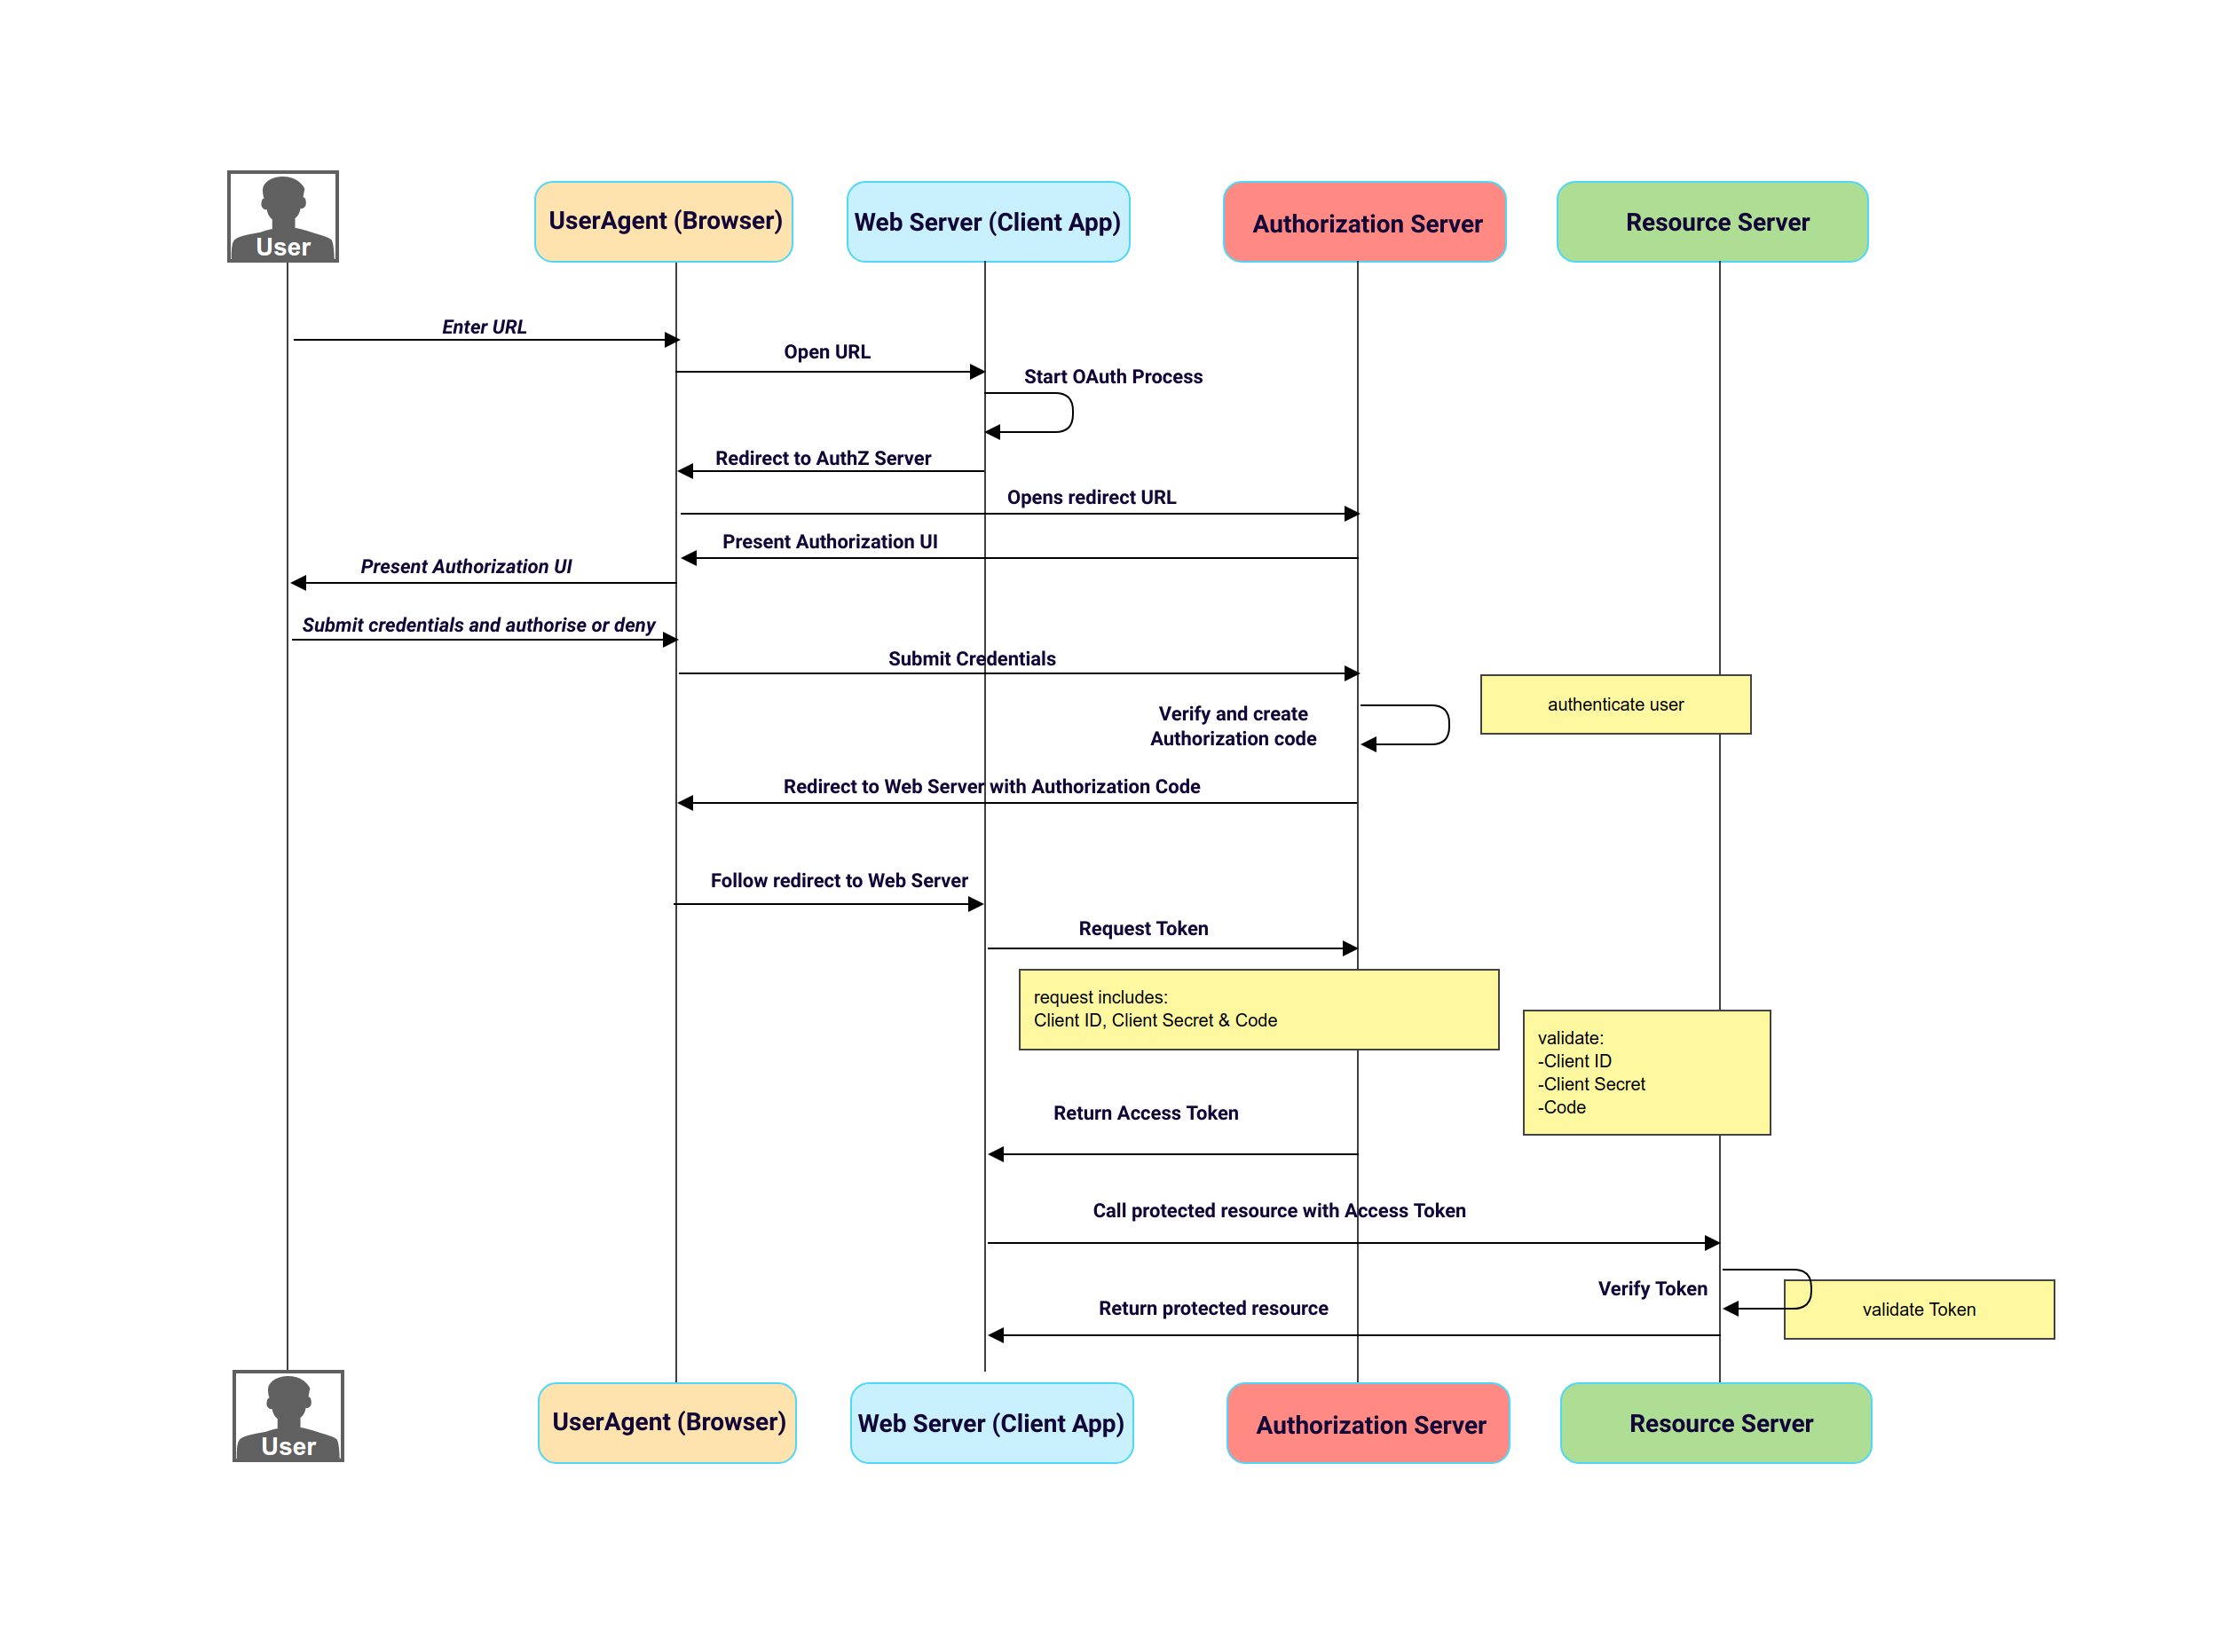 User
UserAgent (Browser)
Web Server (Client App)
Authorization Server
Resource Server
Enter URL
Open URL
Start OAuth Process
Redirect to AuthZ Server
Opens redirect URL
Present Authorization UI
Present Authorization UI
Submit credentials and authorise or deny
Submit Credentials
authenticate user
Verify and create
Authorization code
Redirect to Web Server with Authorization Code
Follow redirect to Web Server
Request Token
request includes:
Client ID, Client Secret & Code
validate:
-Client ID
-Client Secret
-Code
Return Access Token
Call protected resource with Access Token
Verify Token
validate Token
Return protected resource
User
UserAgent (Browser)
Web Server (Client App)
Authorization Server
Resource Server